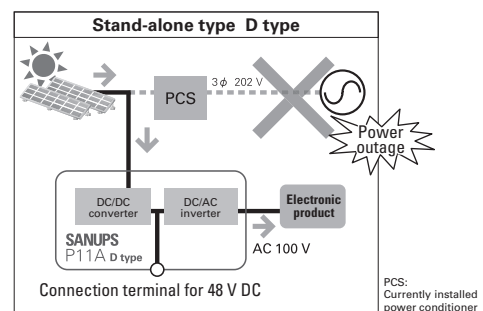 Stand-alone type D type
3φ 202 V
PCS
Power
outage
DC/DC
converter
DC/AC
inverter
Electronic
product
SANUPS
P11A D type
AC 100 V
Connection terminal for 48 V DC
PCS:
Currently installed
power conditioner